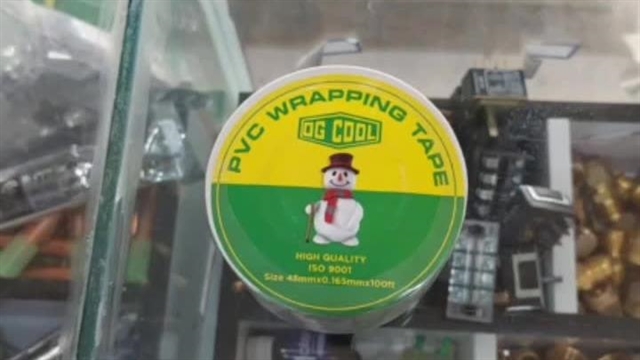 PVC WRAPPING TAPE
OG COOL
HIGH QUALITY
ISO 9001
Size 48mmx0.165mmx100ft